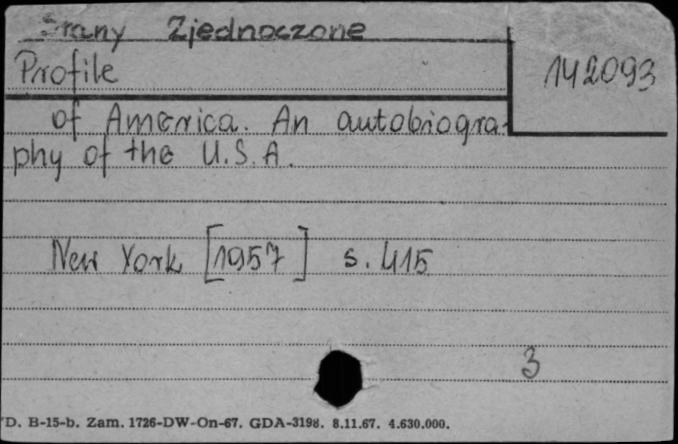 Stany Zjednoczone
Profile
142093
of America. An autobiogra-
phy of the U.S.A.
New York [1957] s. 415
3
D. B-15-b. Zam. 1726-DW-On-67. GDA-3198. 8.11.67. 4.630.000.